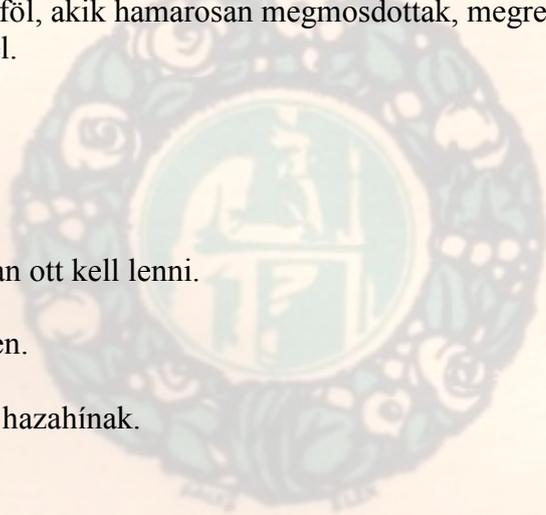 föl, akik hamarosan megmosdottak, megre
l.
an ott kell lenni.
en.
hazahínak.